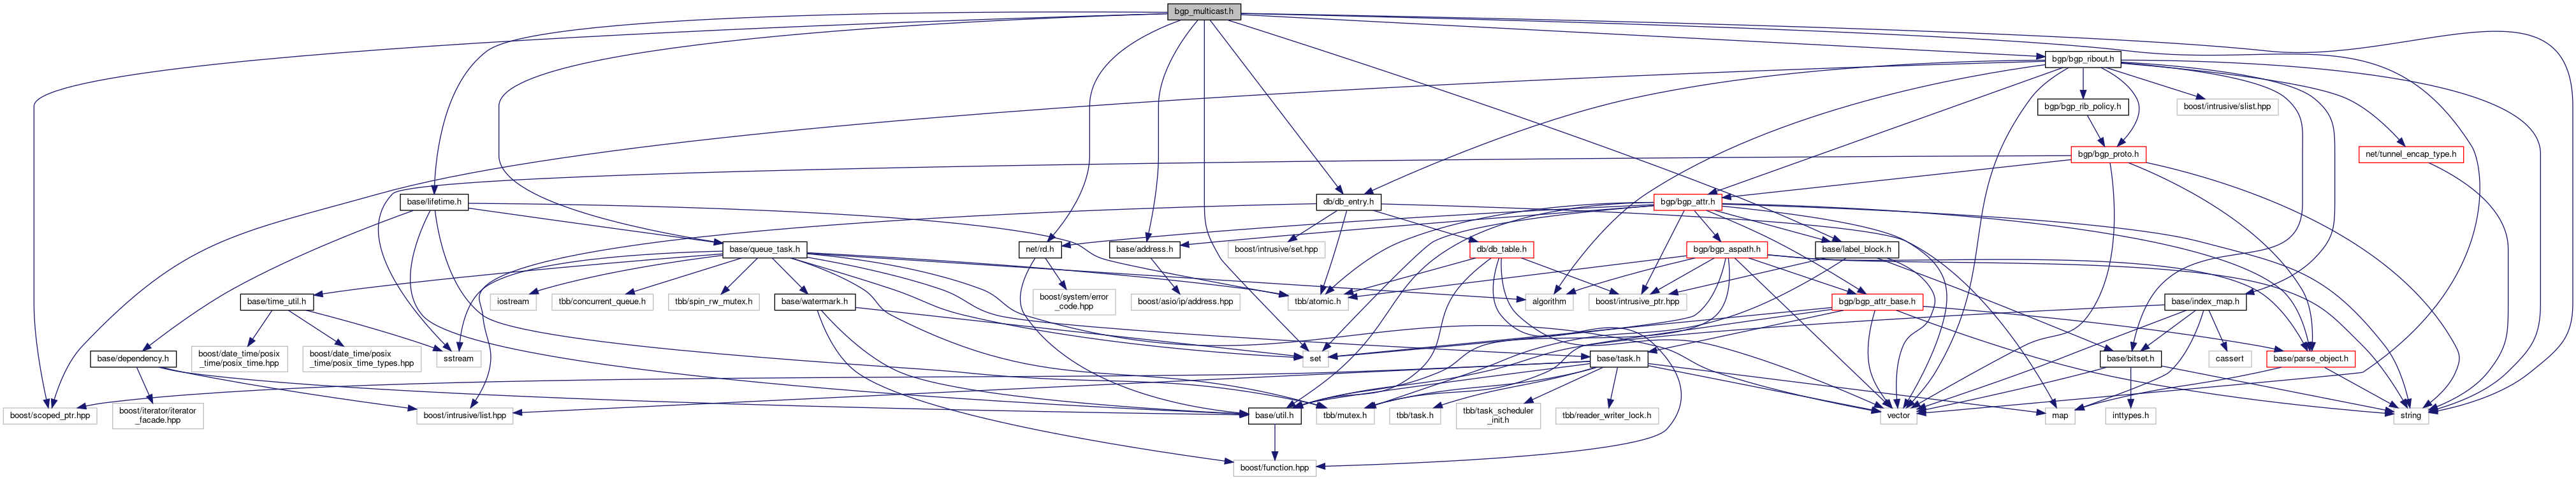 bgp_multicast.h
bgp/bgp_ribout.h
bgp/bgp_rib_policy.h
boost/intrusive/slist.hpp
bgp/bgp_proto.h
net/tunnel_encap_type.h
base/lifetime.h
db/db_entry.h
bgp/bgp_attr.h
base/queue_task.h
net/rd.h
base/address.h
boost/intrusive/set.hpp
db/db_table.h
bgp/bgp_aspath.h
base/label_block.h
base/time_util.h
iostream
tbb/concurrent_queue.h
tbb/spin_rw_mutex.h
base/watermark.h
boost/system/error
_code.hpp
boost/asio/ip/address.hpp
tbb/atomic.h
algorithm
boost/intrusive_ptr.hpp
bgp/bgp_attr_base.h
base/index_map.h
base/dependency.h
boost/date_time/posix
_time/posix_time.hpp
boost/date_time/posix
_time/posix_time_types.hpp
sstream
set
base/task.h
base/bitset.h
cassert
base/parse_object.h
boost/scoped_ptr.hpp
boost/iterator/iterator
_facade.hpp
boost/intrusive/list.hpp
base/util.h
tbb/mutex.h
tbb/task.h
tbb/task_scheduler
_init.h
tbb/reader_writer_lock.h
vector
map
inttypes.h
string
boost/function.hpp